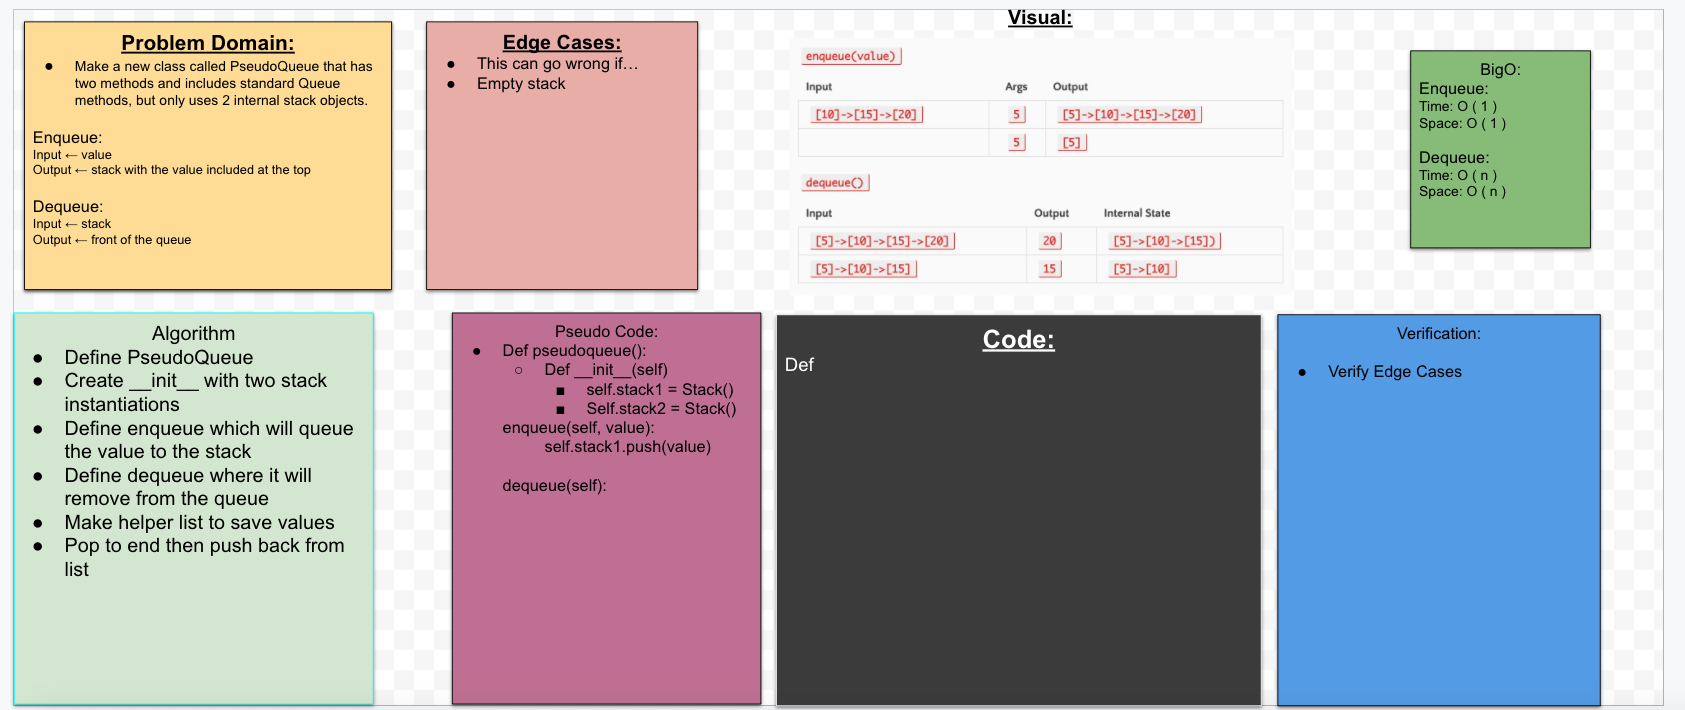 Problem Domain:
● Make a new class called PseudoQueue that has
two methods and includes standard Queue
methods, but only uses 2 internal stack objects.
Enqueue:
Input ← value
Output ← stack with the value included at the top
Dequeue:
Input ← stack
Output ← front of the queue
Edge Cases:
● This can go wrong if…
● Empty stack
Visual:
enqueue(value)
Input Args Output
[10]->[15]->[20] 5 [5]->[10]->[15]->[20]
5 [5]
dequeue()
Input Output Internal State
[5]->[10]->[15]->[20] 20 [5]->[10]->[15])
[5]->[10]->[15] 15 [5]->[10]
BigO:
Enqueue:
Time: O ( 1 )
Space: O ( 1 )
Dequeue:
Time: O ( n )
Space: O ( n )
Algorithm
● Define PseudoQueue
● Create __init__ with two stack
instantiations
● Define enqueue which will queue
the value to the stack
● Define dequeue where it will
remove from the queue
● Make helper list to save values
● Pop to end then push back from
list
Pseudo Code:
● Def pseudoqueue():
○ Def __init__(self)
■ self.stack1 = Stack()
■ Self.stack2 = Stack()
enqueue(self, value):
self.stack1.push(value)
dequeue(self):
Code:
Def
Verification:
● Verify Edge Cases